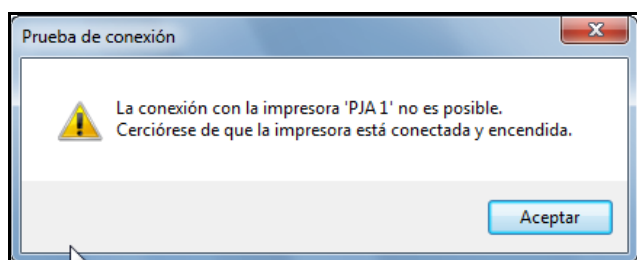 Prueba de conexión
La conexión con la impresora 'PJA 1' no es posible.
Cerciórese de que la impresora está conectada y encendida.
Aceptar